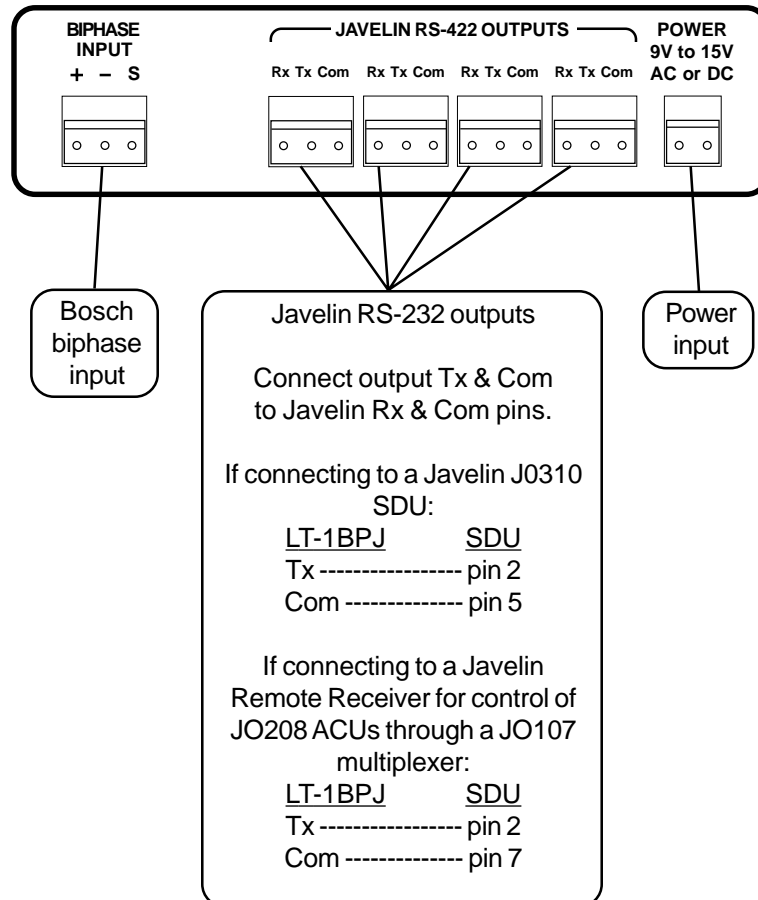 BIPHASE
INPUT
+ – S
JAVELIN RS-422 OUTPUTS
Rx Tx Com Rx Tx Com Rx Tx Com Rx Tx Com
POWER
9V to 15V
AC or DC
Bosch
biphase
input
Javelin RS-232 outputs
Connect output Tx & Com
to Javelin Rx & Com pins.
If connecting to a Javelin J0310
SDU:
LT-1BPJ SDU
Tx ----------------- pin 2
Com -------------- pin 5
If connecting to a Javelin
Remote Receiver for control of
JO208 ACUs through a JO107
multiplexer:
LT-1BPJ SDU
Tx ----------------- pin 2
Com -------------- pin 7
Power
input